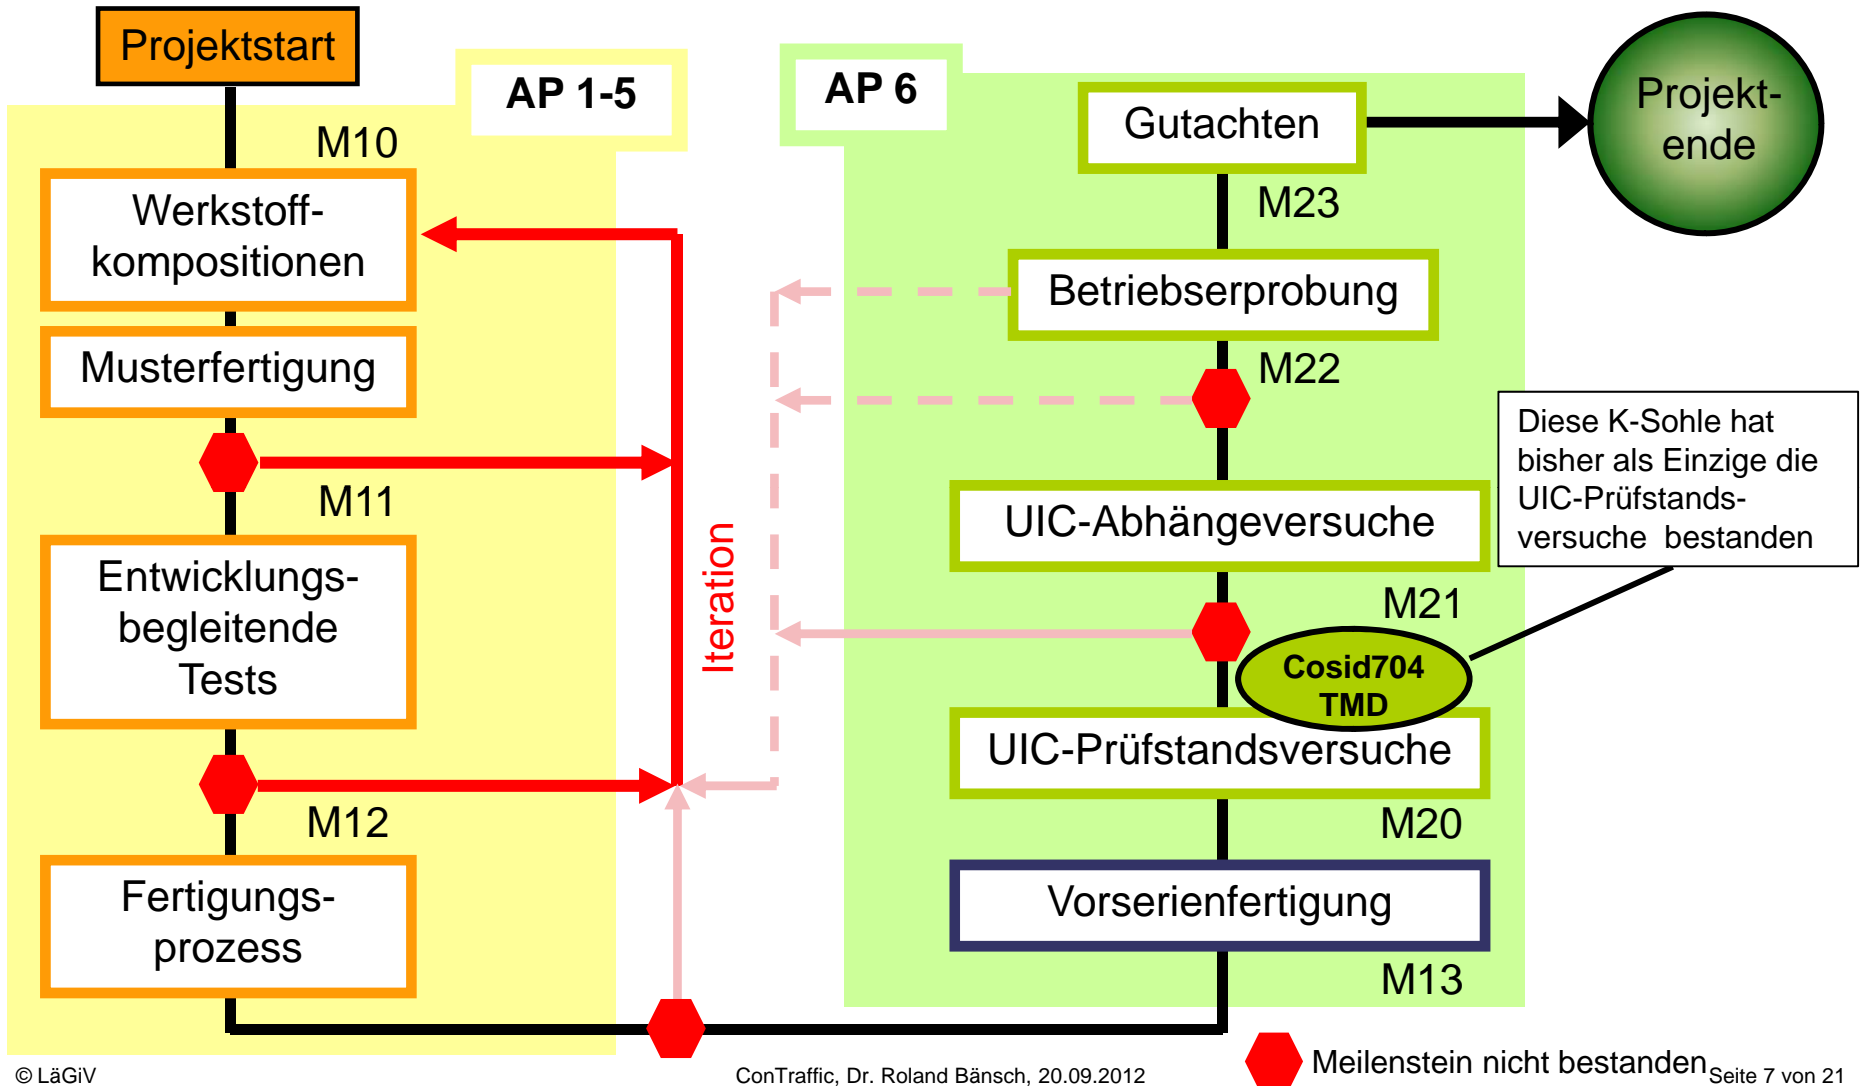 Projektstart
AP 1-5
M10
Werkstoff-
kompositionen
Musterfertigung
M11
Entwicklungs-
begleitende
Tests
M12
Fertigungs-
prozess
Iteration
AP 6
Gutachten
Projekt-
ende
M23
Betriebserprobung
M22
Diese K-Sohle hat
bisher als Einzige die
UIC-Prüfstands-
versuche bestanden
UIC-Abhängeversuche
M21
Cosid704
TMD
UIC-Prüfstandsversuche
M20
Vorserienfertigung
M13
Meilenstein nicht bestanden
© LäGiV
ConTraffic, Dr. Roland Bänsch, 20.09.2012
Seite 7 von 21